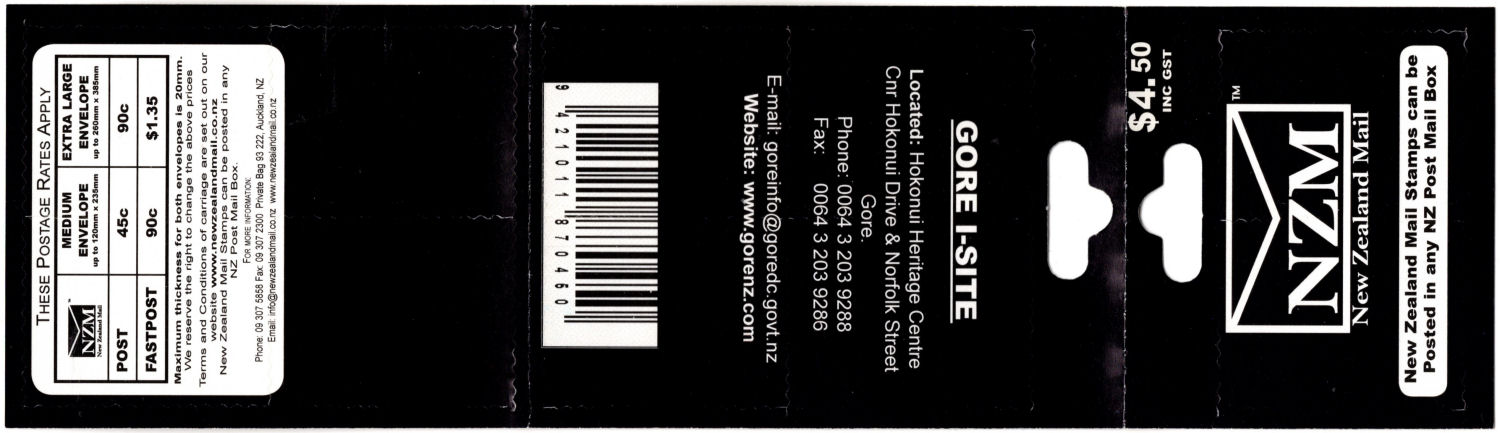 THESE POSTAGE RATES APPLY
NZM ™
New Zealand Mail
MEDIUM ENVELOPE up to 120mm x 235mm
EXTRA LARGE ENVELOPE up to 260mm x 385mm
POST 45c 90c
FASTPOST 90c $1.35
Maximum thickness for both envelopes is 20mm.
We reserve the right to change the above prices
Terms and Conditions of carriage are set out on our
website www.newzealandmail.co.nz
New Zealand Mail Stamps can be posted in any
NZ Post Mail Box.
FOR MORE INFORMATION:
Phone: 09 307 5858 Fax: 09 307 2300 Private Bag 93 222, Auckland, NZ
Email: info@newzealandmail.co.nz www.newzealandmail.co.nz
GORE I-SITE
Located: Hokonui Heritage Centre
Cnr Hokonui Drive & Norfolk Street
Gore.
Phone: 0064 3 203 9288
Fax: 0064 3 203 9286
E-mail: goreinfo@goredc.govt.nz
Website: www.gorenz.com
9 421011 870460
$4.50
INC GST
TM
NZM
New Zealand Mail
New Zealand Mail Stamps can be
Posted in any NZ Post Mail Box